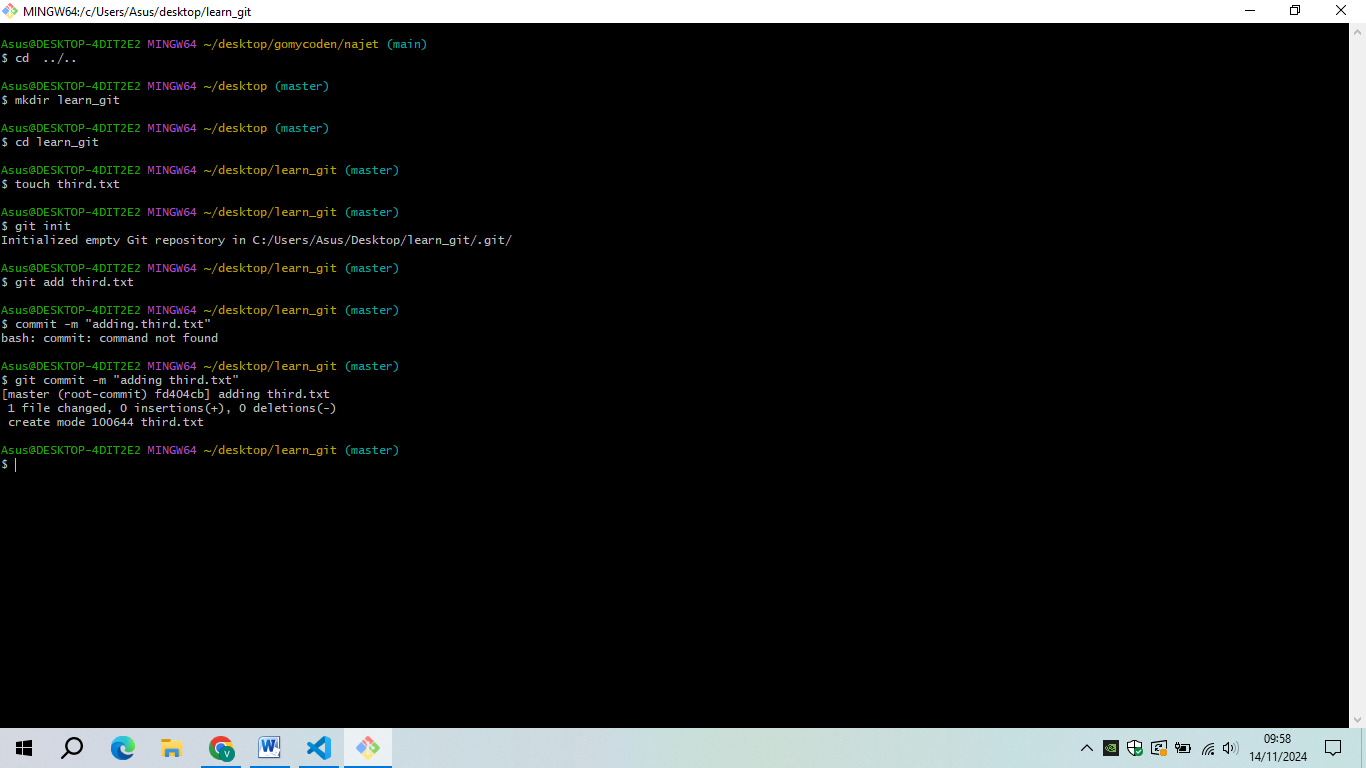 MINGW64:/c/Users/Asus/desktop/learn_git
Asus@DESKTOP-4DIT2E2 MINGW64 ~/desktop/gomycoden/najet (main)
$ cd  ../..
Asus@DESKTOP-4DIT2E2 MINGW64 ~/desktop (master)
$ mkdir learn_git
Asus@DESKTOP-4DIT2E2 MINGW64 ~/desktop (master)
$ cd learn_git
Asus@DESKTOP-4DIT2E2 MINGW64 ~/desktop/learn_git (master)
$ touch third.txt
Asus@DESKTOP-4DIT2E2 MINGW64 ~/desktop/learn_git (master)
$ git init
Initialized empty Git repository in C:/Users/Asus/Desktop/learn_git/.git/
Asus@DESKTOP-4DIT2E2 MINGW64 ~/desktop/learn_git (master)
$ git add third.txt
Asus@DESKTOP-4DIT2E2 MINGW64 ~/desktop/learn_git (master)
$ commit -m "adding.third.txt"
bash: commit: command not found
Asus@DESKTOP-4DIT2E2 MINGW64 ~/desktop/learn_git (master)
$ git commit -m "adding third.txt"
[master (root-commit) fd404cb] adding third.txt
 1 file changed, 0 insertions(+), 0 deletions(-)
 create mode 100644 third.txt
Asus@DESKTOP-4DIT2E2 MINGW64 ~/desktop/learn_git (master)
$
09:58
14/11/2024